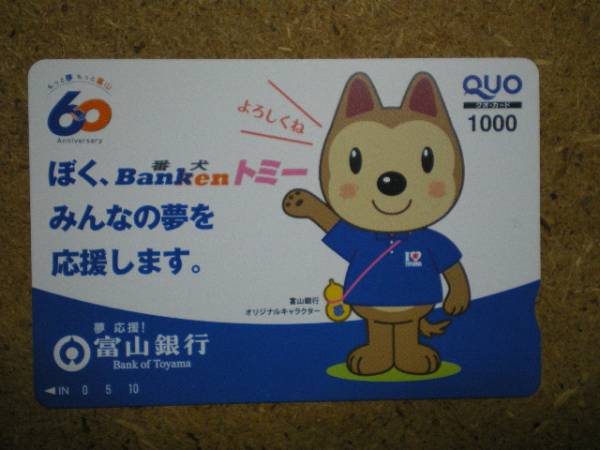 もっと夢 もっと富山
60
Anniversary
よろしくね
QUO
クオ・カード
1000
番犬
ぼく、Bankenトミー
みんなの夢を
応援します。
富山銀行
オリジナルキャラクター
夢 応援!
富山銀行
Bank of Toyama
◀IN 0 5 10